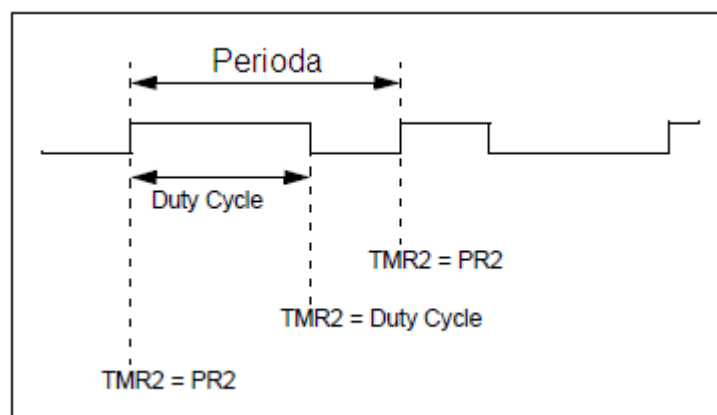 Perioda
Duty Cycle
TMR2 = PR2
TMR2 = Duty Cycle
TMR2 = PR2